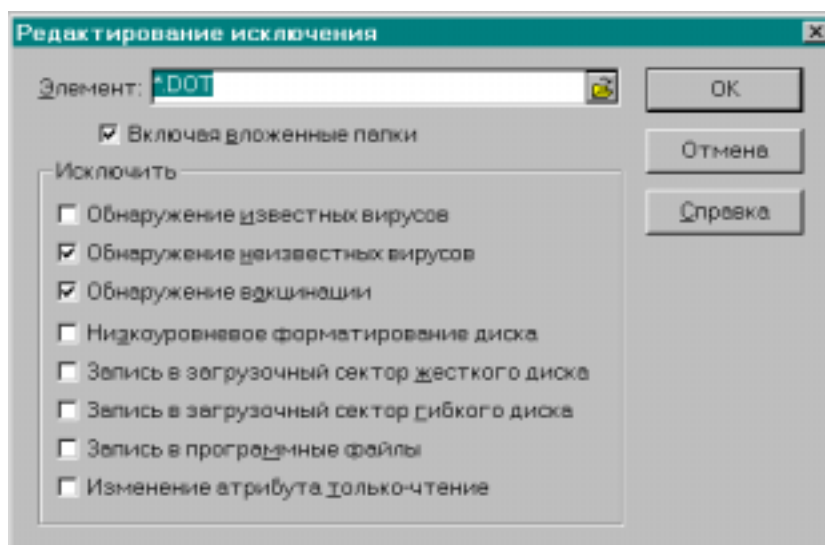 Редактирование исключения
Элемент: *.DOT
OK
Включая вложенные папки
Отмена
Исключить
Справка
Обнаружение известных вирусов
Обнаружение неизвестных вирусов
Обнаружение вакцинации
Низкоуровневое форматирование диска
Запись в загрузочный сектор жесткого диска
Запись в загрузочный сектор гибкого диска
Запись в программные файлы
Изменение атрибута только-чтение